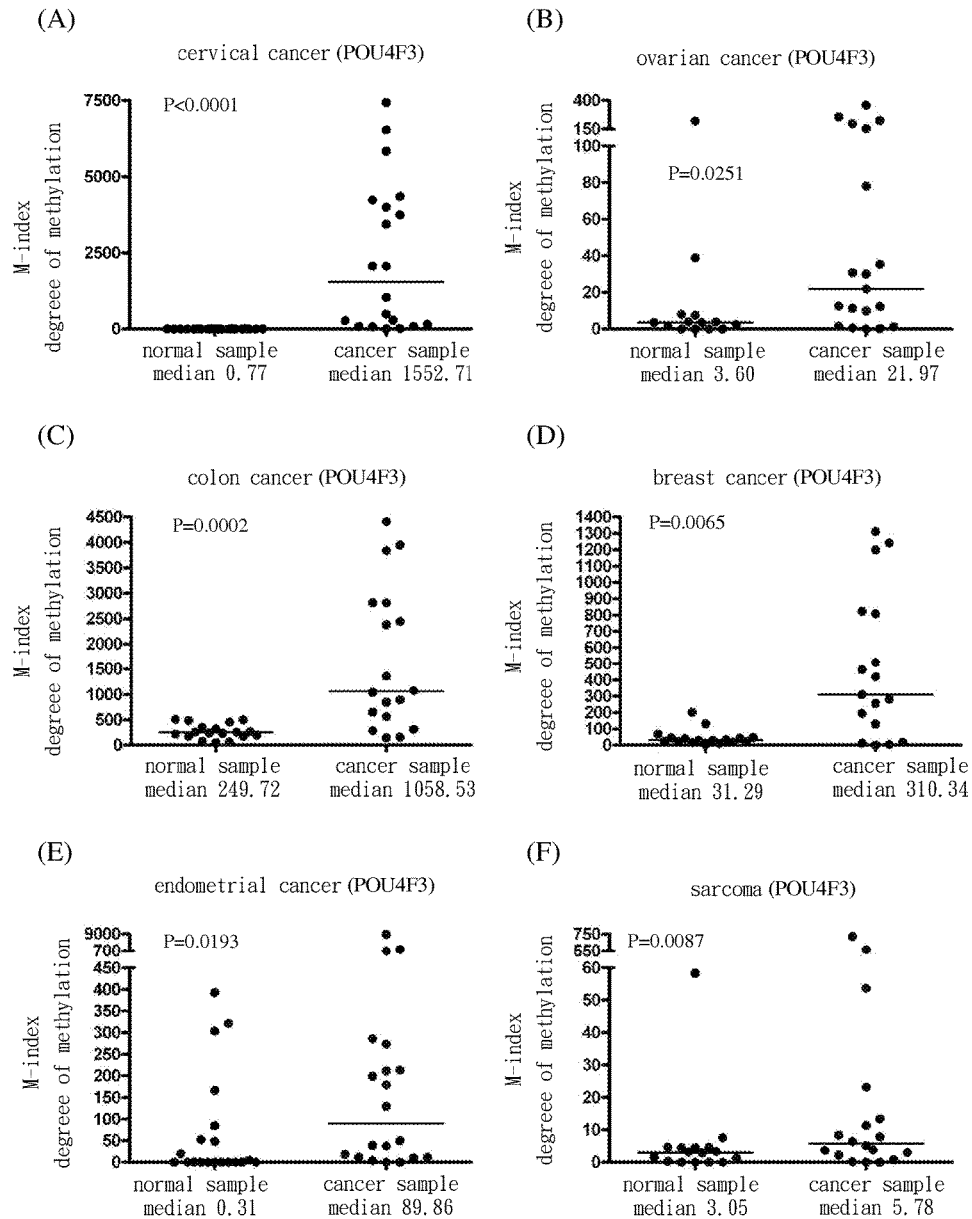 (A)
cervical cancer (POU4F3)
P<0.0001
M-index
degreee of methylation
7500
5000
2500
0
normal sample
median 0.77
cancer sample
median 1552.71
(B)
ovarian cancer (POU4F3)
P=0.0251
M-index
degreee of methylation
400
150
100
80
60
40
20
0
normal sample
median 3.60
cancer sample
median 21.97
(C)
colon cancer (POU4F3)
P=0.0002
M-index
degreee of methylation
4500
4000
3500
3000
2500
2000
1500
1000
500
0
normal sample
median 249.72
cancer sample
median 1058.53
(D)
breast cancer (POU4F3)
P=0.0065
M-index
degreee of methylation
1400
1300
1200
1100
1000
900
800
700
600
500
400
300
200
100
0
normal sample
median 31.29
cancer sample
median 310.34
(E)
endometrial cancer (POU4F3)
P=0.0193
M-index
degreee of methylation
9000
700
450
400
350
300
250
200
150
100
50
0
normal sample
median 0.31
cancer sample
median 89.86
(F)
sarcoma (POU4F3)
P=0.0087
M-index
degreee of methylation
750
650
60
50
40
30
20
10
0
normal sample
median 3.05
cancer sample
median 5.78